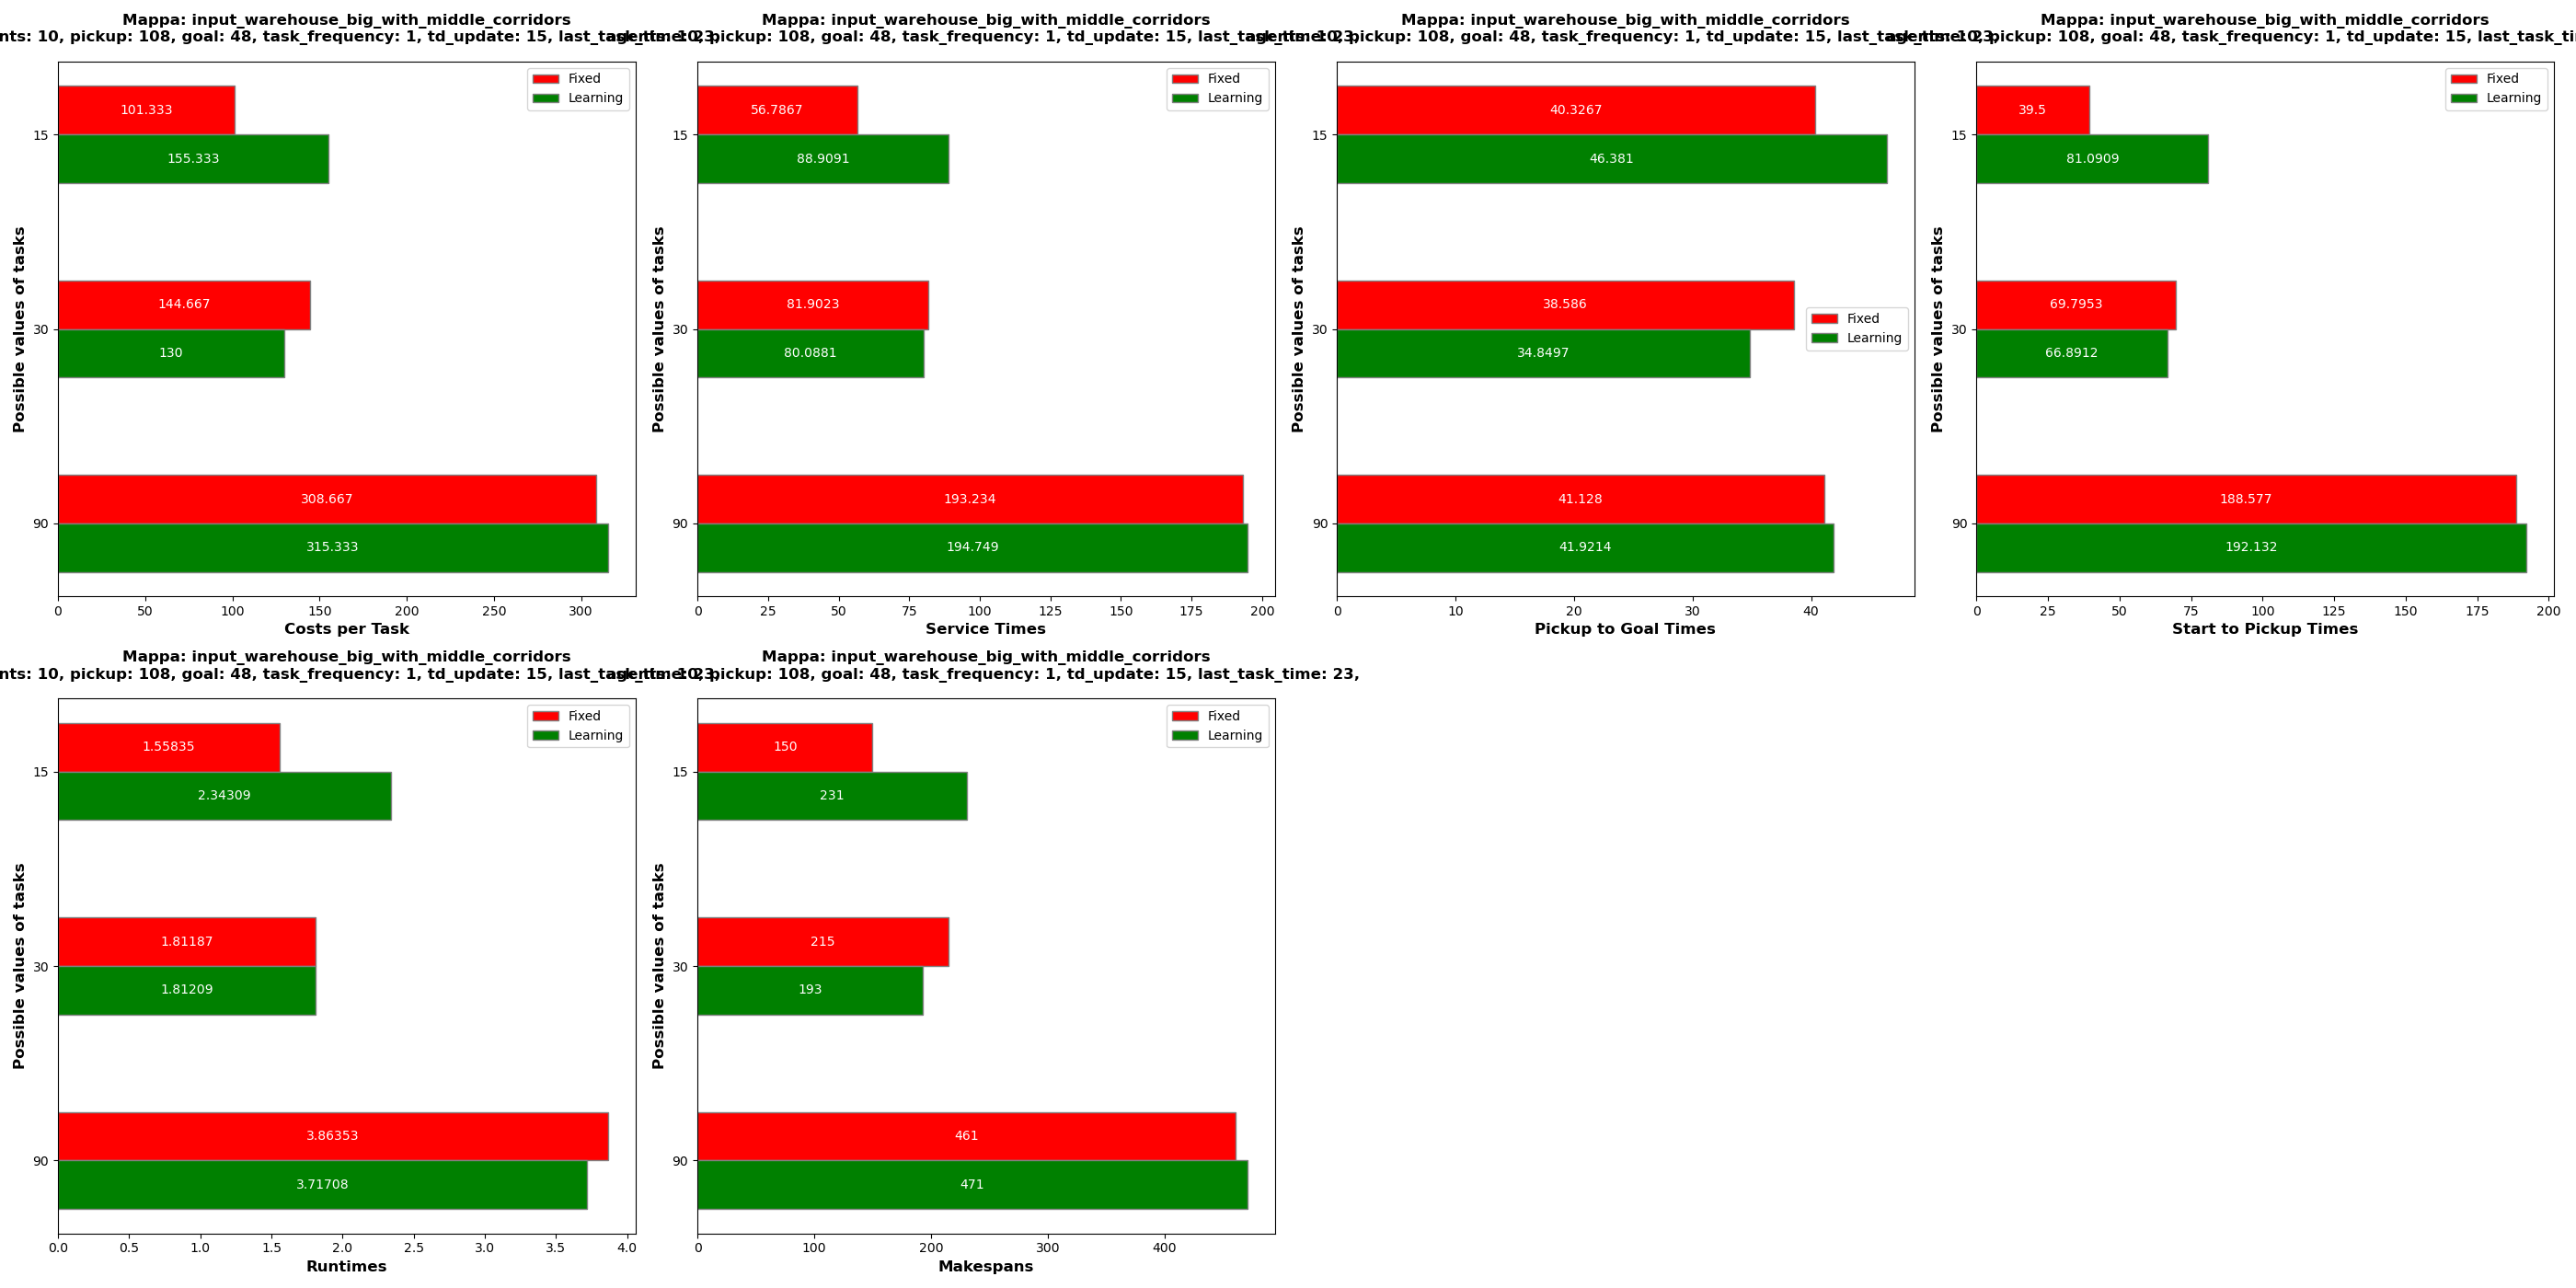 Mappa: input_warehouse_big_with_middle_corridors
nts: 10, pickup: 108, goal: 48, task_frequency: 1, td_update: 15,
Fixed
Learning
15
101.333
155.333
30
144.667
130
90
308.667
315.333
0 50 100 150 200 250 300
Costs per Task
Possible values of tasks
Mappa: input_warehouse_big_with_middle_corridors
pickup: 108, goal: 48, task_frequency: 1, td_update: 15,
Fixed
Learning
15
56.7867
88.9091
30
81.9023
80.0881
90
193.234
194.749
0 25 50 75 100 125 150 175 200
Service Times
Possible values of tasks
Mappa: input_warehouse_big_with_middle_corridors
pickup: 108, goal: 48, task_frequency: 1, td_update: 15,
15
40.3267
46.381
30
38.586
34.8497
Fixed
Learning
90
41.128
41.9214
0 10 20 30 40
Pickup to Goal Times
Possible values of tasks
Mappa: input_warehouse_big_with_middle_corridors
pickup: 108, goal: 48, task_frequency: 1, td_update: 15, last_task_ti
Fixed
Learning
15
39.5
81.0909
30
69.7953
66.8912
90
188.577
192.132
0 25 50 75 100 125 150 175 200
Start to Pickup Times
Possible values of tasks
Mappa: input_warehouse_big_with_middle_corridors
nts: 10, pickup: 108, goal: 48, task_frequency: 1, td_update: 15,
Fixed
Learning
15
1.55835
2.34309
30
1.81187
1.81209
90
3.86353
3.71708
0.0 0.5 1.0 1.5 2.0 2.5 3.0 3.5 4.0
Runtimes
Possible values of tasks
Mappa: input_warehouse_big_with_middle_corridors
pickup: 108, goal: 48, task_frequency: 1, td_update: 15, last_task_time: 23,
Fixed
Learning
15
150
231
30
215
193
90
461
471
0 100 200 300 400
Makespans
Possible values of tasks